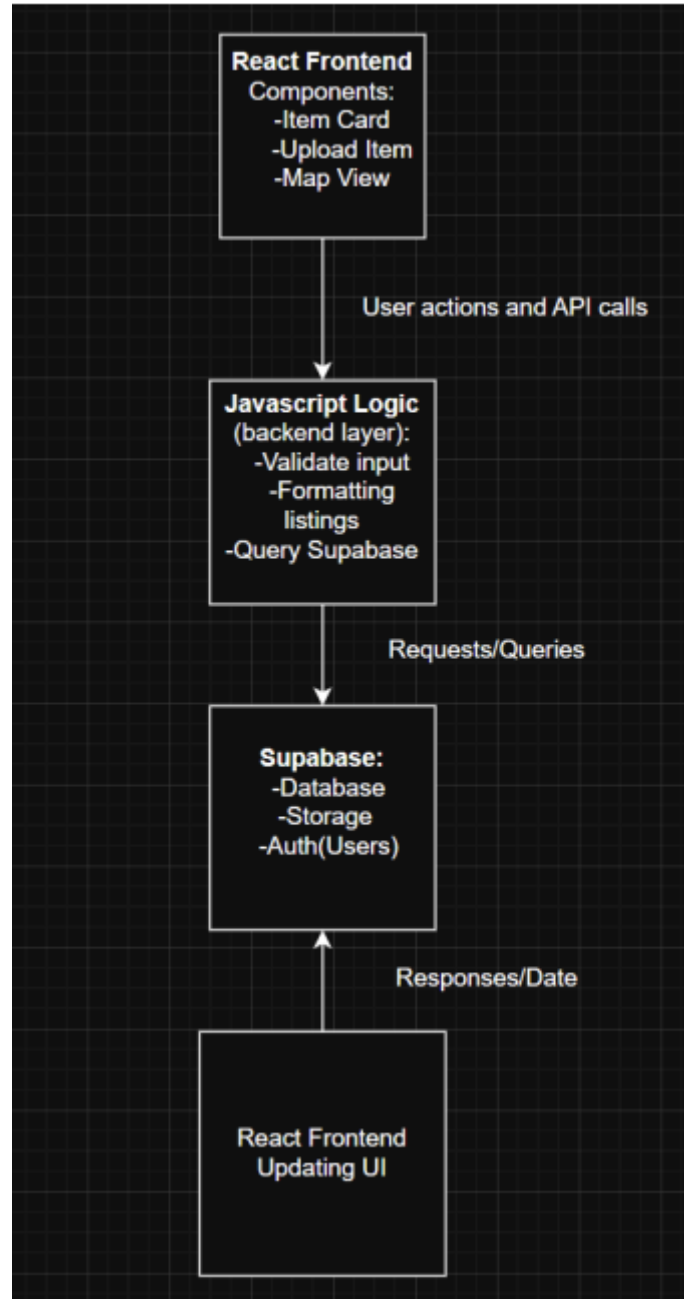 React Frontend
Components:
-Item Card
-Upload Item
-Map View
User actions and API calls
Javascript Logic
(backend layer):
-Validate input
-Formatting
listings
-Query Supabase
Requests/Queries
Supabase:
-Database
-Storage
-Auth(Users)
Responses/Date
React Frontend
Updating UI